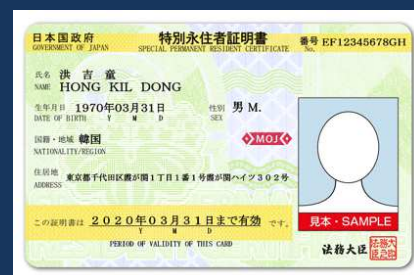 日本国政府 特別永住者証明書 番号 EF12345678GH
GOVERNMENT OF JAPAN SPECIAL PERMANENT RESIDENT CERTIFICATE No.
氏名 洪 吉 童
NAME HONG KIL DONG
生年月日 1970年03月31日 性別 男 M.
DATE OF BIRTH Y M D SEX
国籍・地域 韓国
NATIONALITY/REGION
MOJ
住居地 東京都千代田区霞が関1丁目1番1号霞が関ハイツ302号
ADDRESS
この証明書は 2020年03月31日まで有効 です。
Y M D
PERIOD OF VALIDITY OF THIS CARD
見本・SAMPLE
法務大臣